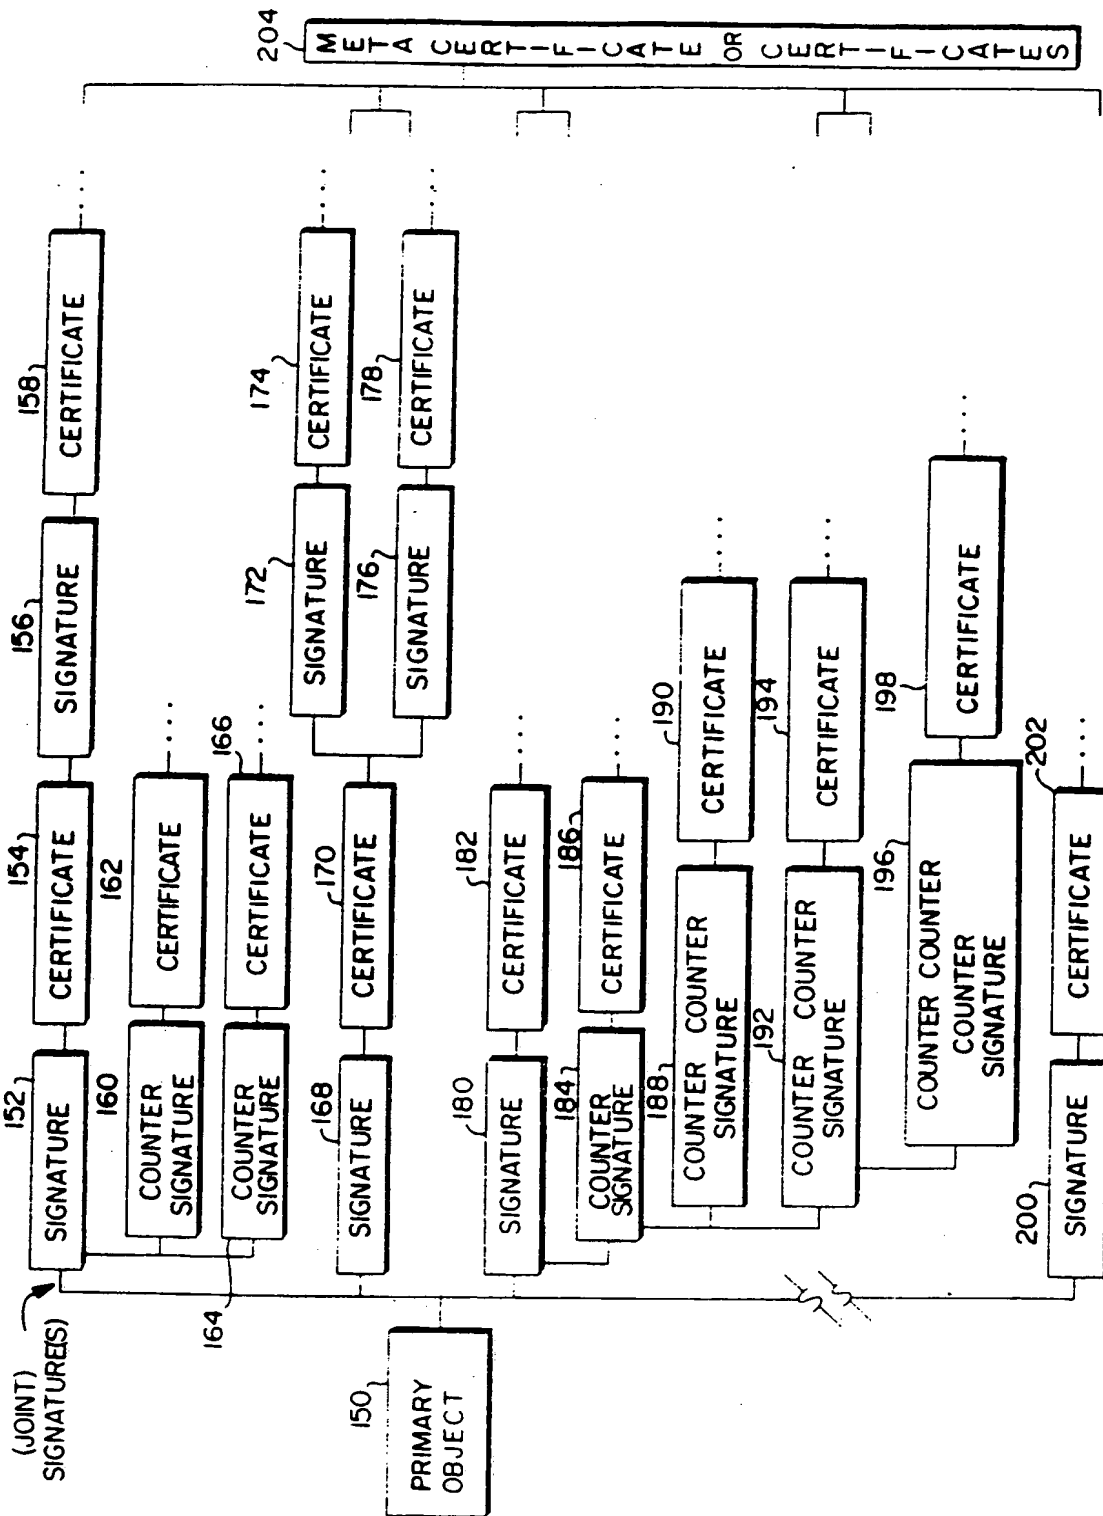 (JOINT)
SIGNATURE(S)
150
PRIMARY
OBJECT
152
SIGNATURE
154
CERTIFICATE
156
SIGNATURE
158
CERTIFICATE
....
160
COUNTER
SIGNATURE
162
CERTIFICATE
....
164
COUNTER
SIGNATURE
166
CERTIFICATE
....
168
SIGNATURE
170
CERTIFICATE
172
SIGNATURE
174
CERTIFICATE
....
176
SIGNATURE
178
CERTIFICATE
....
180
SIGNATURE
182
CERTIFICATE
....
184
COUNTER
SIGNATURE
186
CERTIFICATE
....
188
COUNTER COUNTER
SIGNATURE
190
CERTIFICATE
....
192
COUNTER COUNTER
SIGNATURE
194
CERTIFICATE
....
196
COUNTER COUNTER
COUNTER
SIGNATURE
198
CERTIFICATE
....
200
SIGNATURE
202
CERTIFICATE
....
204
META CERTIFICATE OR CERTIFICATES